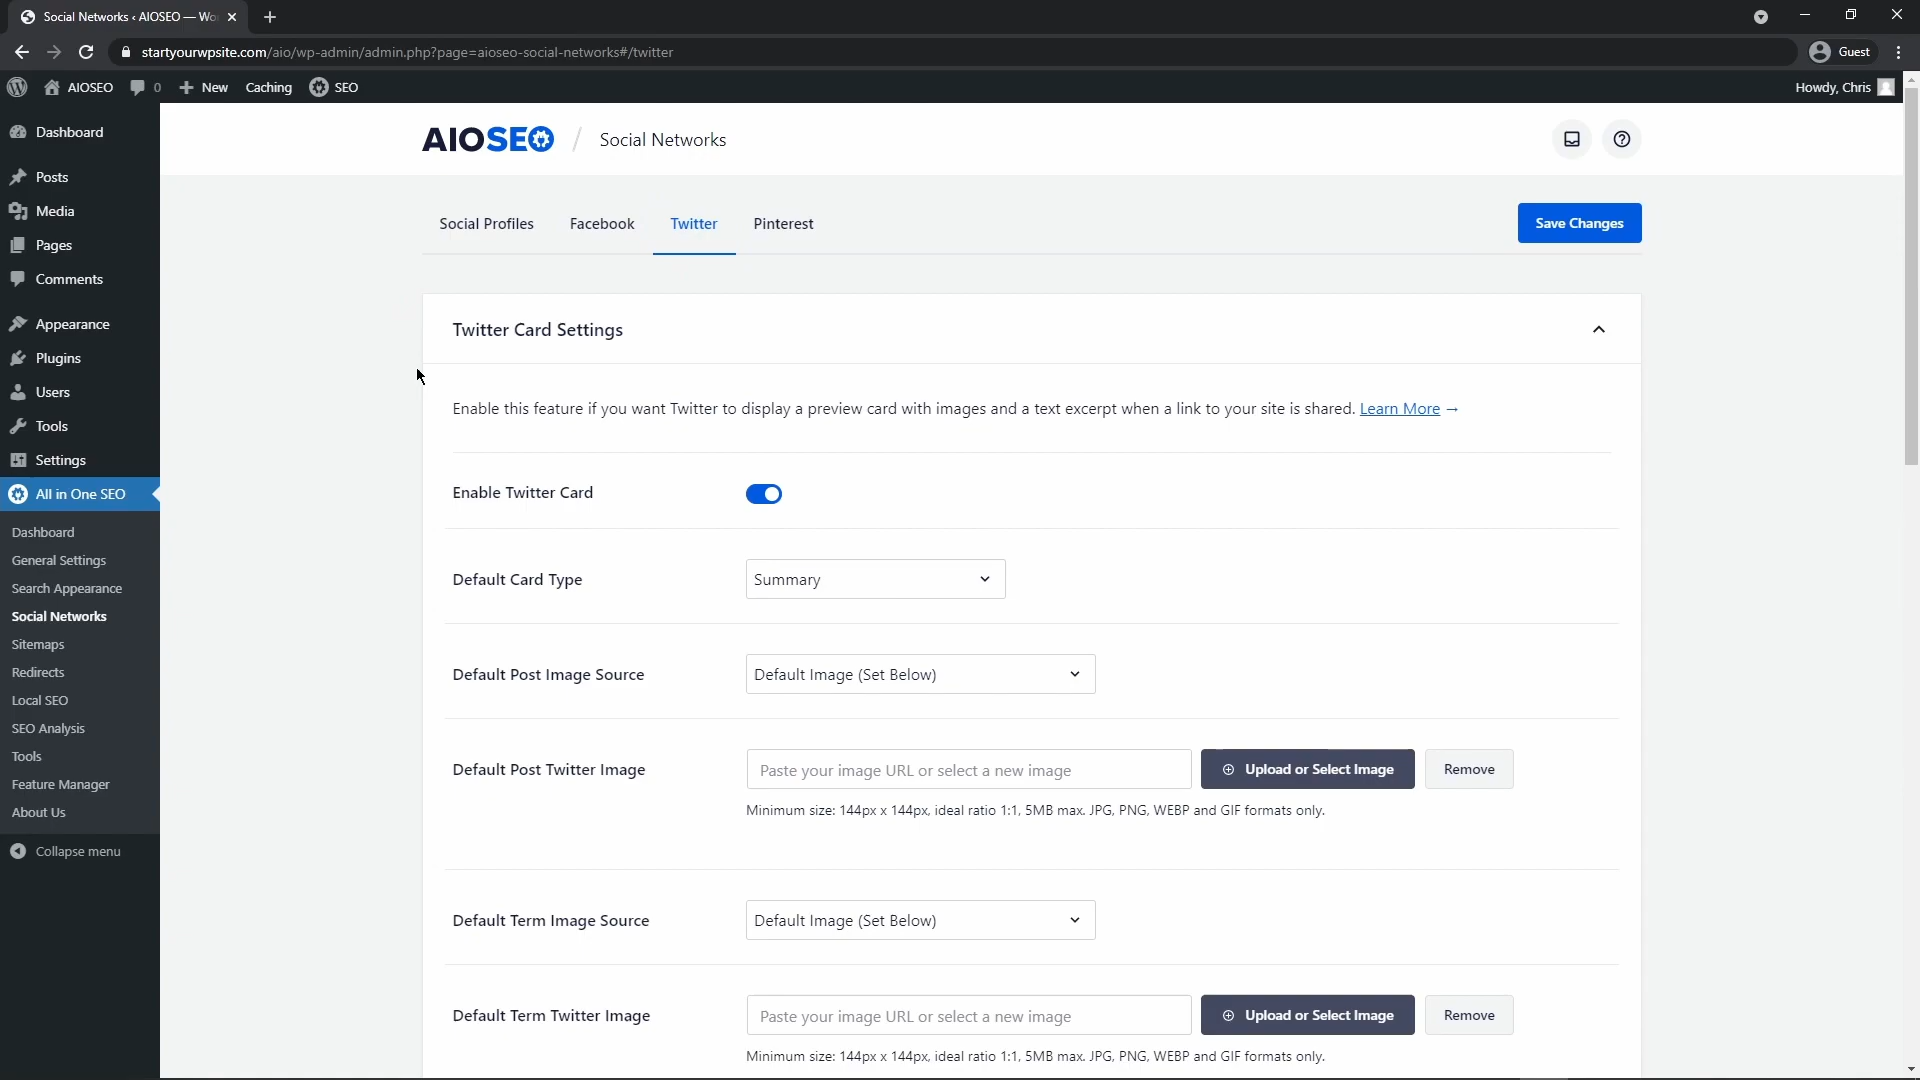 Social Networks ‹ AIOSEO — Wo
startyourwpsite.com/aio/wp-admin/admin.php?page=aioseo-social-networks#/twitter
Guest
AIOSEO
0
New
Caching
SEO
Howdy, Chris
Dashboard
Posts
Media
Pages
Comments
Appearance
Plugins
Users
Tools
Settings
All in One SEO
Dashboard
General Settings
Search Appearance
Social Networks
Sitemaps
Redirects
Local SEO
SEO Analysis
Tools
Feature Manager
About Us
Collapse menu
AIOSEO / Social Networks
Social Profiles
Facebook
Twitter
Pinterest
Save Changes
Twitter Card Settings
Enable this feature if you want Twitter to display a preview card with images and a text excerpt when a link to your site is shared. Learn More →
Enable Twitter Card
Default Card Type
Summary
Default Post Image Source
Default Image (Set Below)
Default Post Twitter Image
Paste your image URL or select a new image
Upload or Select Image
Remove
Minimum size: 144px x 144px, ideal ratio 1:1, 5MB max. JPG, PNG, WEBP and GIF formats only.
Default Term Image Source
Default Image (Set Below)
Default Term Twitter Image
Paste your image URL or select a new image
Upload or Select Image
Remove
Minimum size: 144px x 144px, ideal ratio 1:1, 5MB max. JPG, PNG, WEBP and GIF formats only.